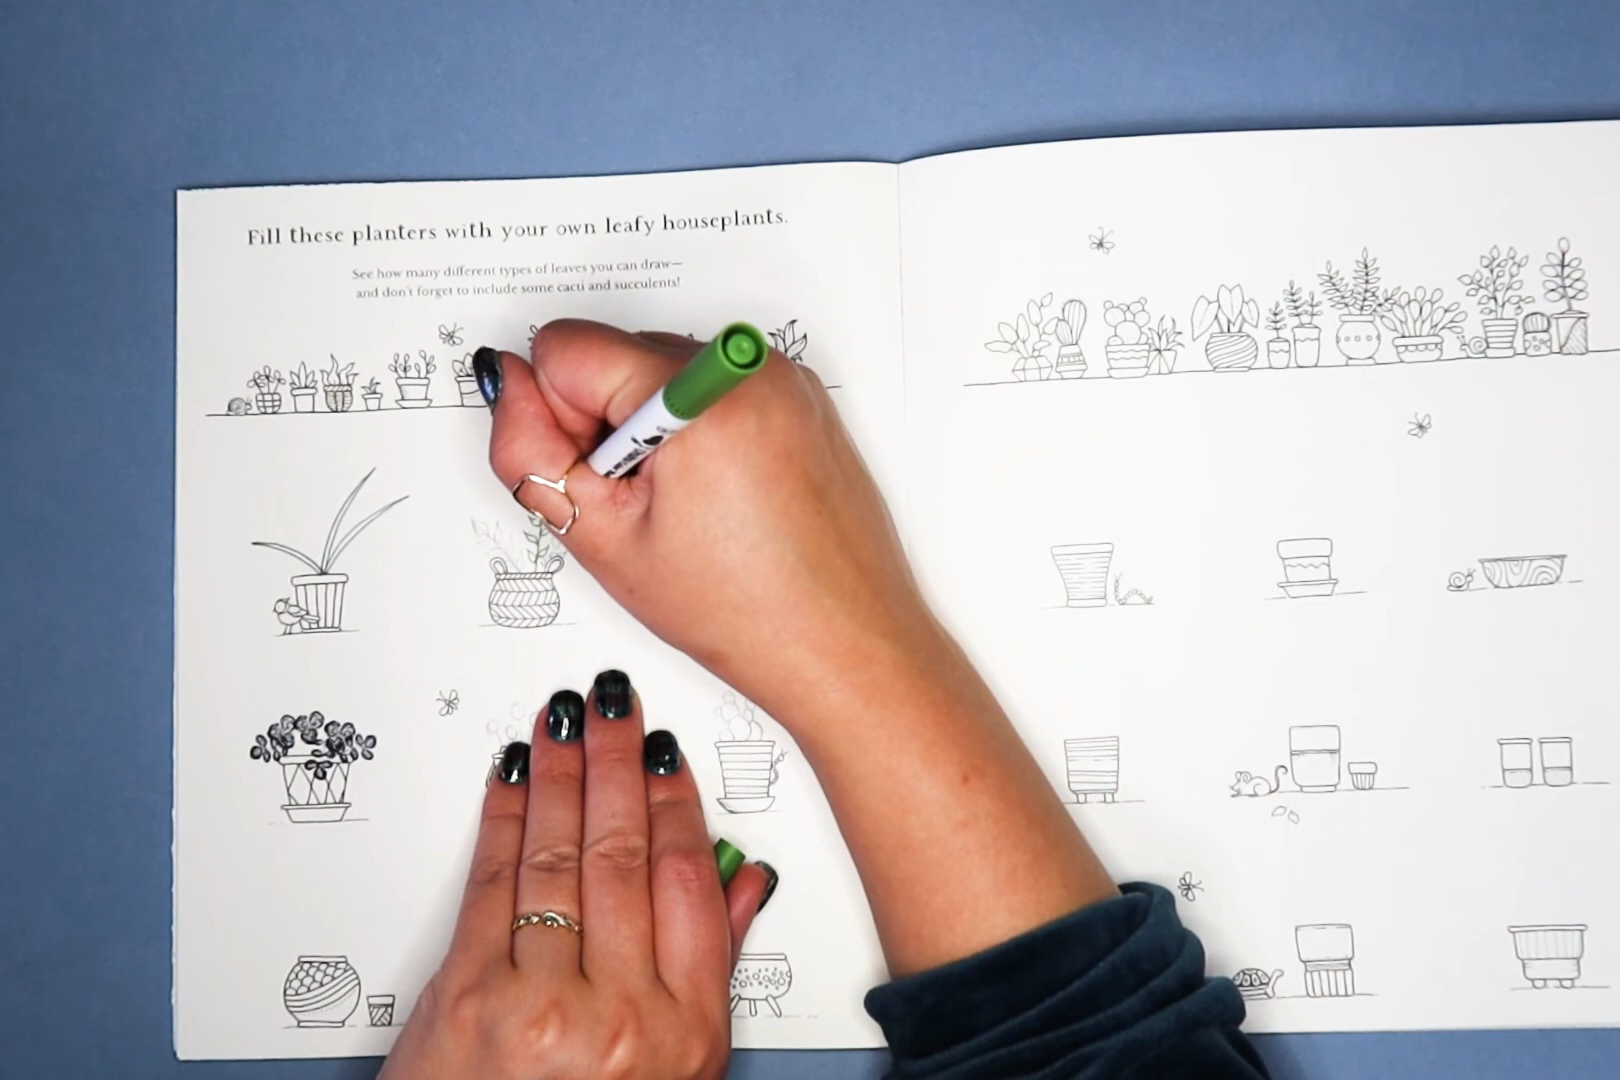 Fill these planters with your own leafy houseplants.
See how many different types of leaves you can draw—
and don't forget to include some cacti and succulents!